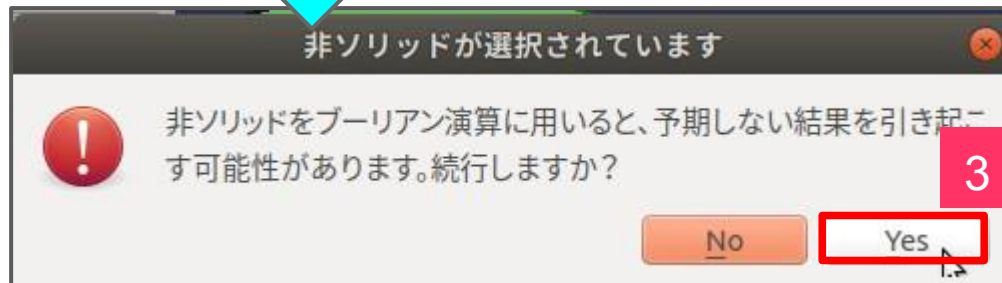 非ソリッドが選択されています
非ソリッドをブーリアン演算に用いると、予期しない結果を引き起こ
す可能性があります。続行しますか？
3
No
Yes